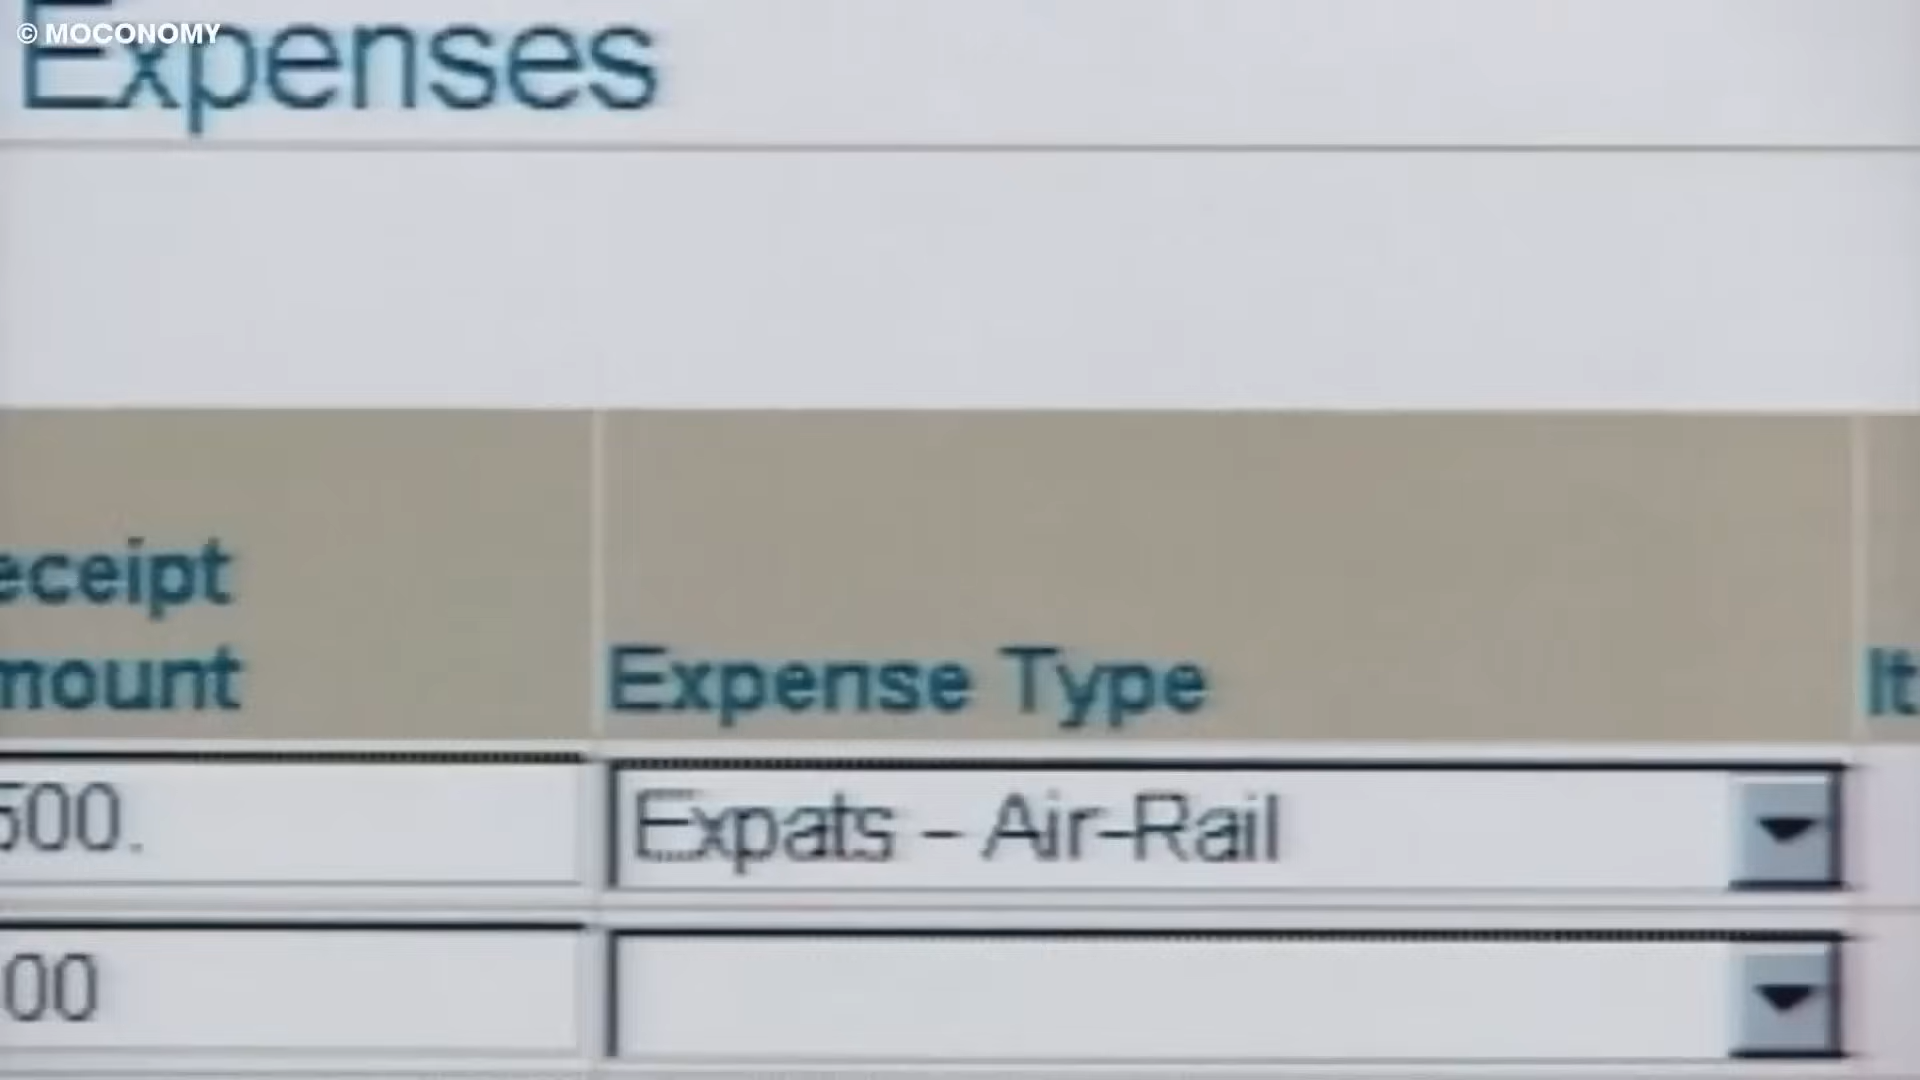 © MOCONOMY
Expenses
eceipt
mount
Expense Type
It
500.
Expats - Air-Rail
00